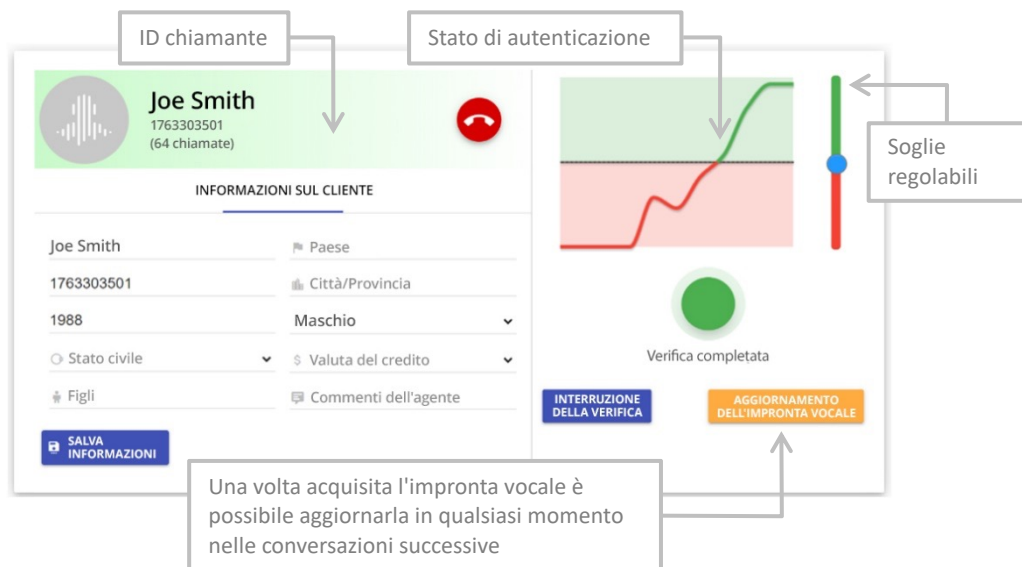 ID chiamante
Stato di autenticazione
Joe Smith
1763303501
(64 chiamate)
Soglie
regolabili
INFORMAZIONI SUL CLIENTE
Joe Smith
Paese
1763303501
Città/Provincia
1988
Maschio
Stato civile
$ Valuta del credito
Figli
Commenti dell'agente
SALVA
INFORMAZIONI
Verifica completata
INTERRUZIONE
DELLA VERIFICA
AGGIORNAMENTO
DELL'IMPRONTA VOCALE
Una volta acquisita l'impronta vocale è
possibile aggiornarla in qualsiasi momento
nelle conversazioni successive